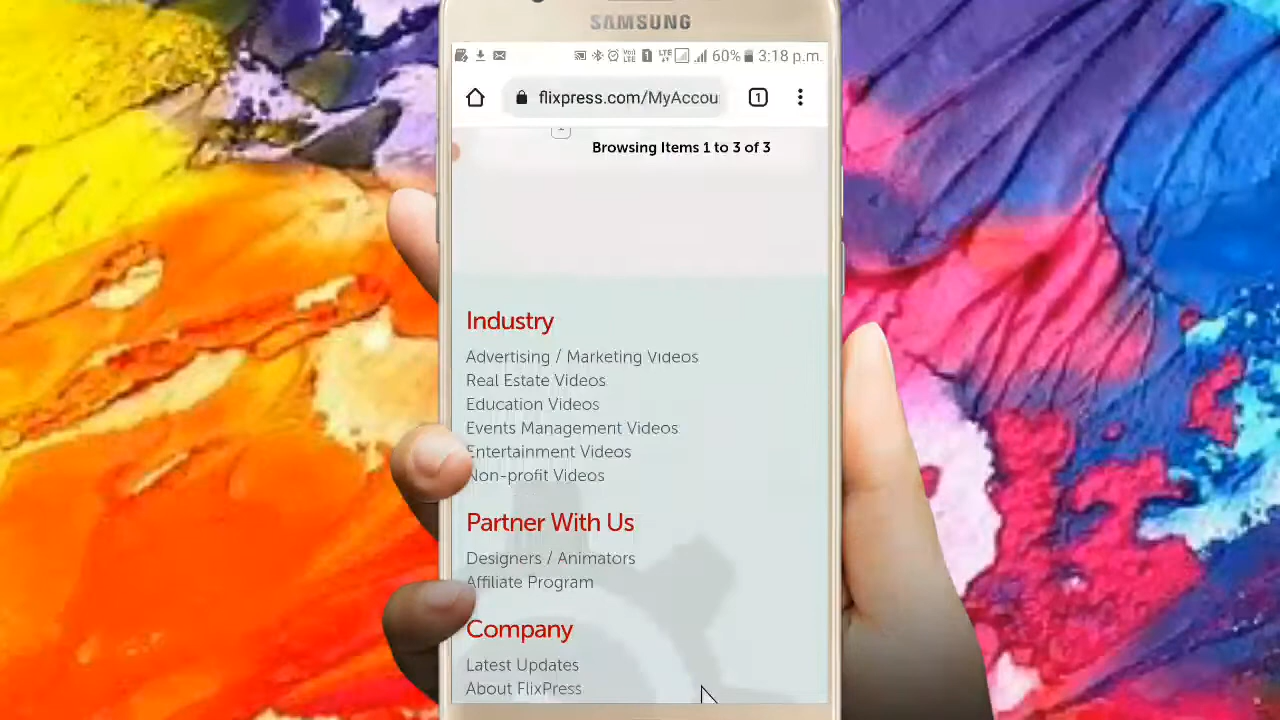 SAMSUNG
60% 3:18 p.m.
flixpress.com/MyAccou
1
Browsing Items 1 to 3 of 3
Industry
Advertising / Marketing Videos
Real Estate Videos
Education Videos
Events Management Videos
Entertainment Videos
Non-profit Videos
Partner With Us
Designers / Animators
Affiliate Program
Company
Latest Updates
About FlixPress